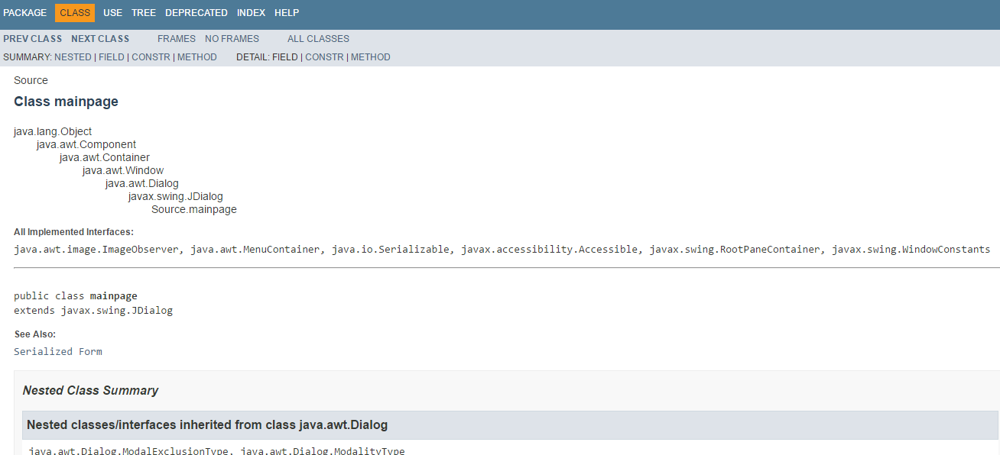 PACKAGE CLASS USE TREE DEPRECATED INDEX HELP
PREV CLASS NEXT CLASS FRAMES NO FRAMES ALL CLASSES
SUMMARY: NESTED | FIELD | CONSTR | METHOD DETAIL: FIELD | CONSTR | METHOD
Source
Class mainpage
java.lang.Object
java.awt.Component
java.awt.Container
java.awt.Window
java.awt.Dialog
javax.swing.JDialog
Source.mainpage
All Implemented Interfaces:
java.awt.image.ImageObserver, java.awt.MenuContainer, java.io.Serializable, javax.accessibility.Accessible, javax.swing.RootPaneContainer, javax.swing.WindowConstants
public class mainpage
extends javax.swing.JDialog
See Also:
Serialized Form
Nested Class Summary
Nested classes/interfaces inherited from class java.awt.Dialog
java.awt.Dialog.ModalExclusionType, java.awt.Dialog.ModalityType